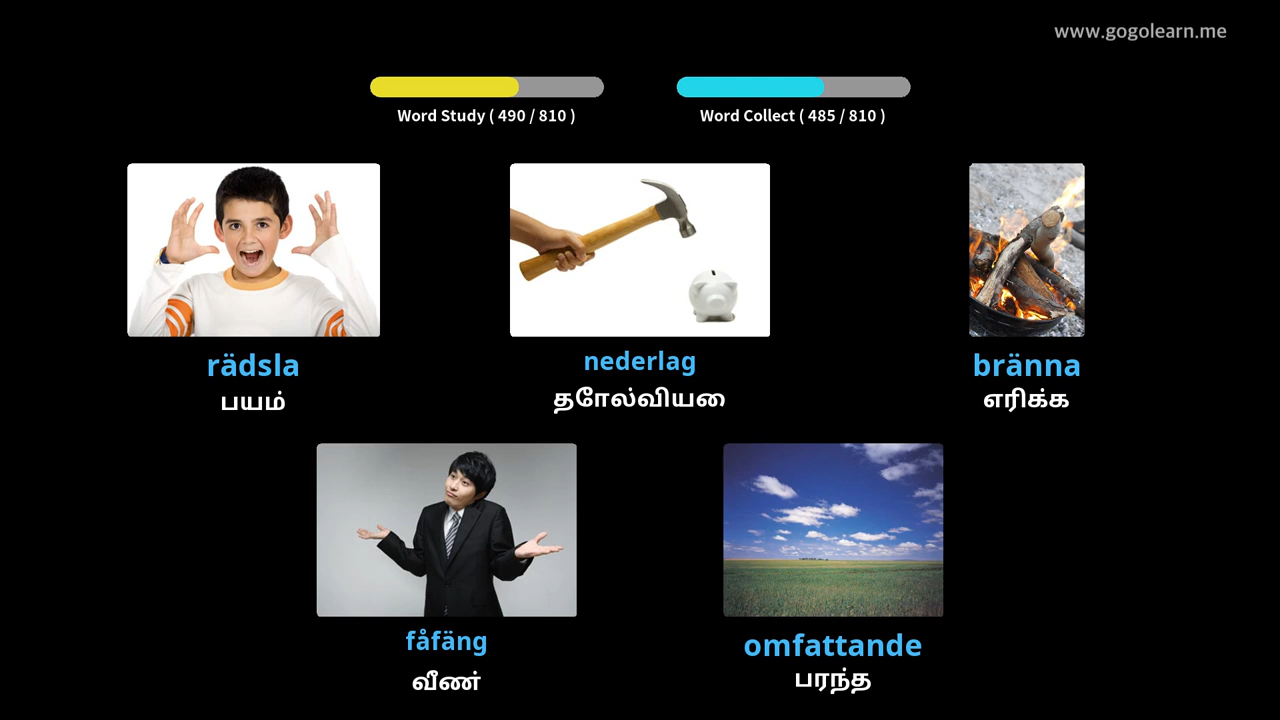 www.gogolearn.me
Word Study ( 490 / 810 )
Word Collect ( 485 / 810 )
rädsla
பயம்
nederlag
தோல்வியை
bränna
எரிக்க
fåfäng
வீண்
omfattande
பரந்த